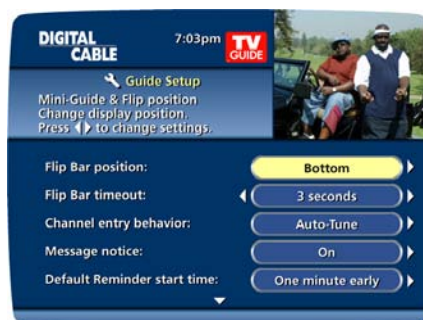 DIGITAL
CABLE
7:03pm
TV
GUIDE
Guide Setup
Mini-Guide & Flip position
Change display position.
Press to change settings.
Flip Bar position:
Bottom
Flip Bar timeout:
3 seconds
Channel entry behavior:
Auto-Tune
Message notice:
On
Default Reminder start time:
One minute early